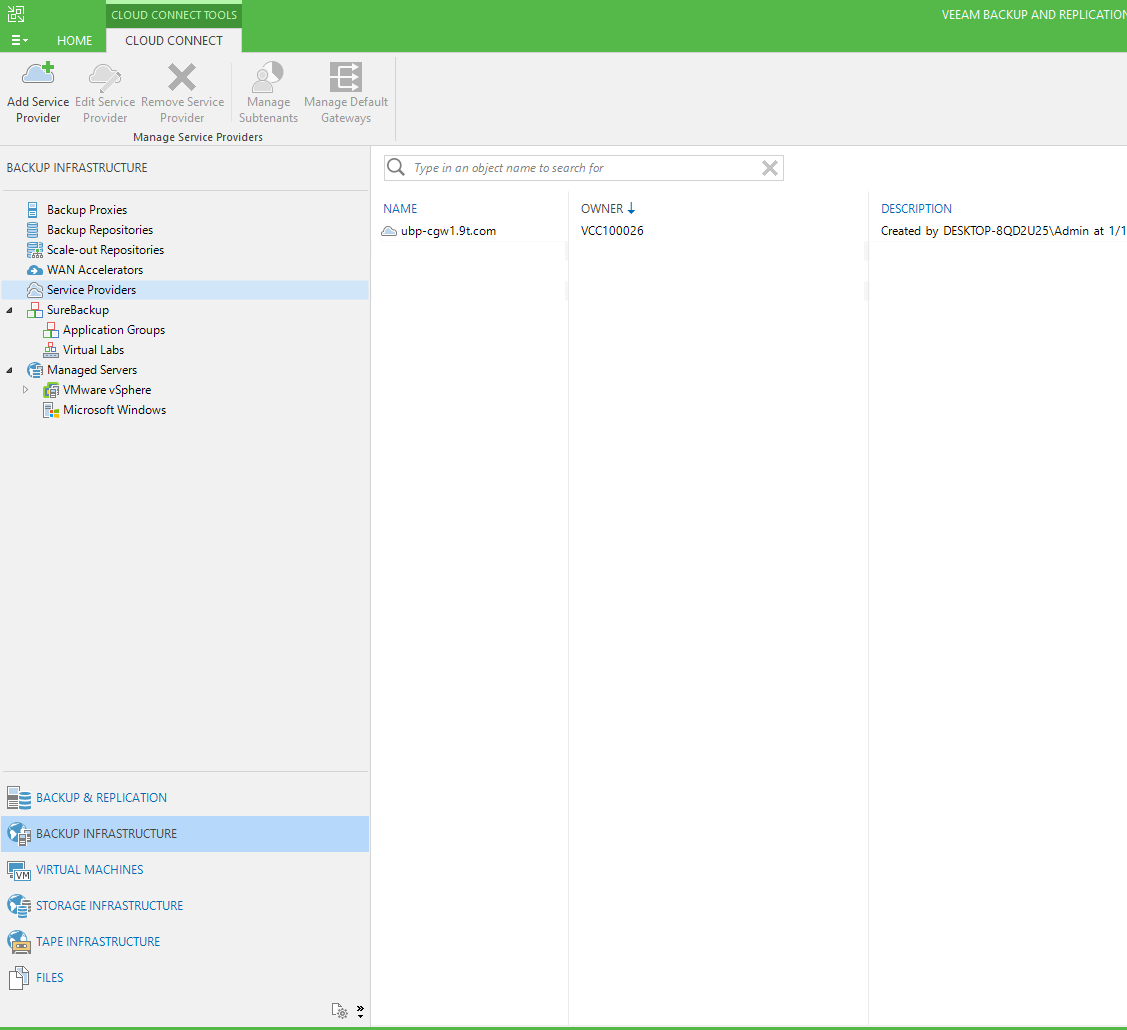 CLOUD CONNECT TOOLS
VEEAM BACKUP AND REPLICATION
HOME
CLOUD CONNECT
Add Service Provider
Edit Service Provider
Remove Service Provider
Manage Subtenants
Manage Default Gateways
Manage Service Providers
BACKUP INFRASTRUCTURE
Backup Proxies
Backup Repositories
Scale-out Repositories
WAN Accelerators
Service Providers
SureBackup
Application Groups
Virtual Labs
Managed Servers
VMware vSphere
Microsoft Windows
BACKUP & REPLICATION
BACKUP INFRASTRUCTURE
VIRTUAL MACHINES
STORAGE INFRASTRUCTURE
TAPE INFRASTRUCTURE
FILES
Type in an object name to search for
NAME OWNER DESCRIPTION
ubp-cgw1.9t.com VCC100026 Created by DESKTOP-8QD2U25\Admin at 1/1